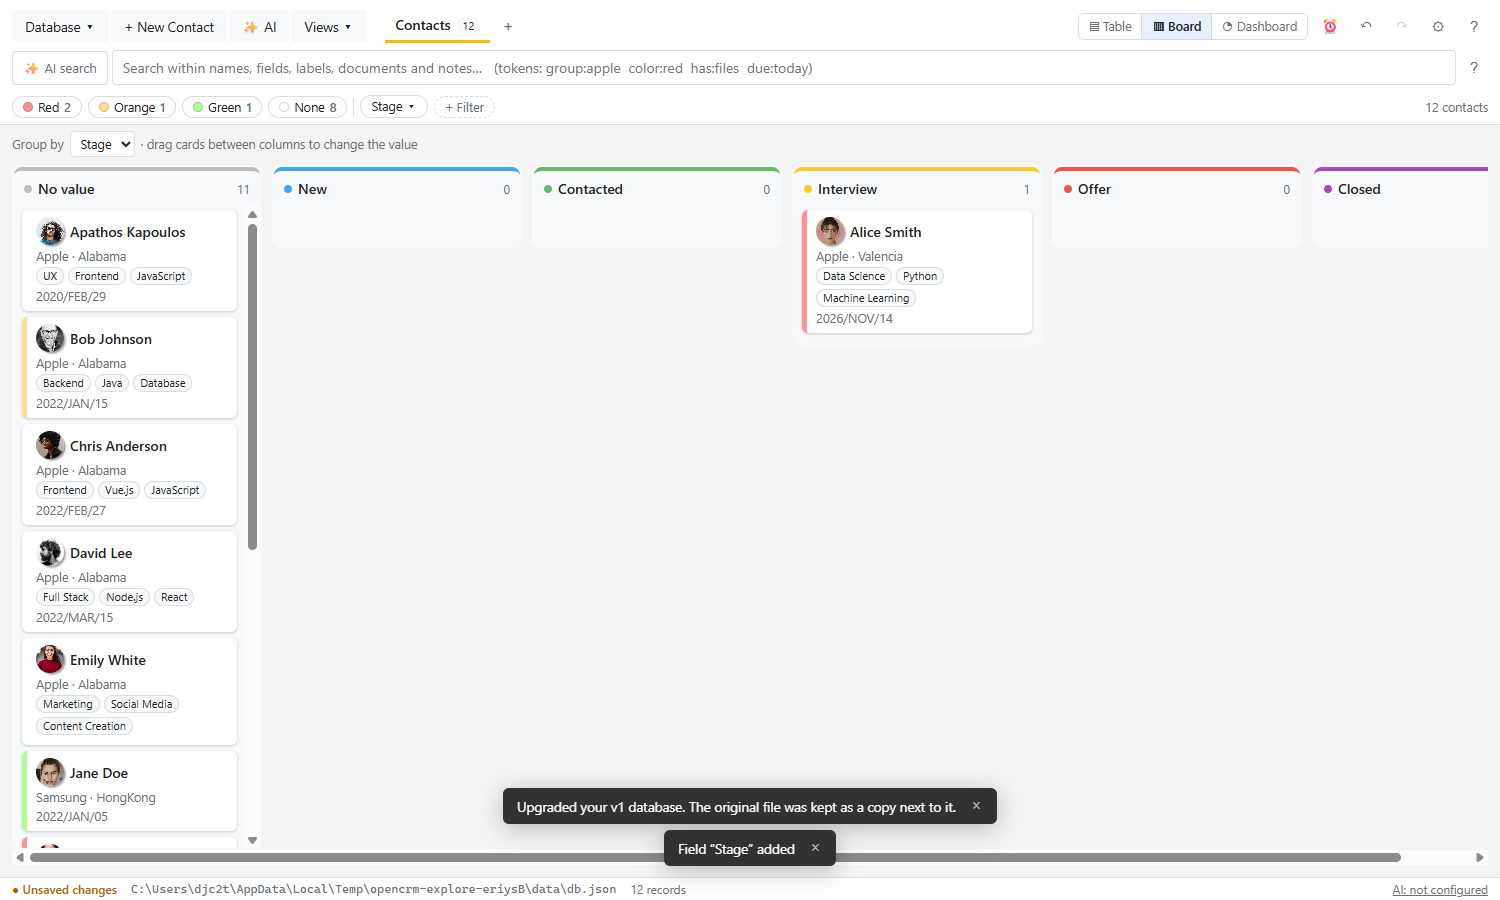 Database ▾ + New Contact ✨ AI Views ▾ Contacts 12 + Table Board Dashboard ?
✨ AI search Search within names, fields, labels, documents and notes... (tokens: group:apple color:red has:files due:today) ?
Red 2 Orange 1 Green 1 None 8 Stage ▾ + Filter 12 contacts
Group by Stage · drag cards between columns to change the value
No value 11
Apathos Kapoulos
Apple · Alabama
UX Frontend JavaScript
2020/FEB/29
Bob Johnson
Apple · Alabama
Backend Java Database
2022/JAN/15
Chris Anderson
Apple · Alabama
Frontend Vue.js JavaScript
2022/FEB/27
David Lee
Apple · Alabama
Full Stack Node.js React
2022/MAR/15
Emily White
Apple · Alabama
Marketing Social Media
Content Creation
Jane Doe
Samsung · HongKong
2022/JAN/05
New 0
Contacted 0
Interview 1
Alice Smith
Apple · Valencia
Data Science Python
Machine Learning
2026/NOV/14
Offer 0
Closed
Upgraded your v1 database. The original file was kept as a copy next to it. ×
Field “Stage” added ×
● Unsaved changes C:\Users\djc2t\AppData\Local\Temp\opencrm-explore-eriysB\data\db.json 12 records AI: not configured